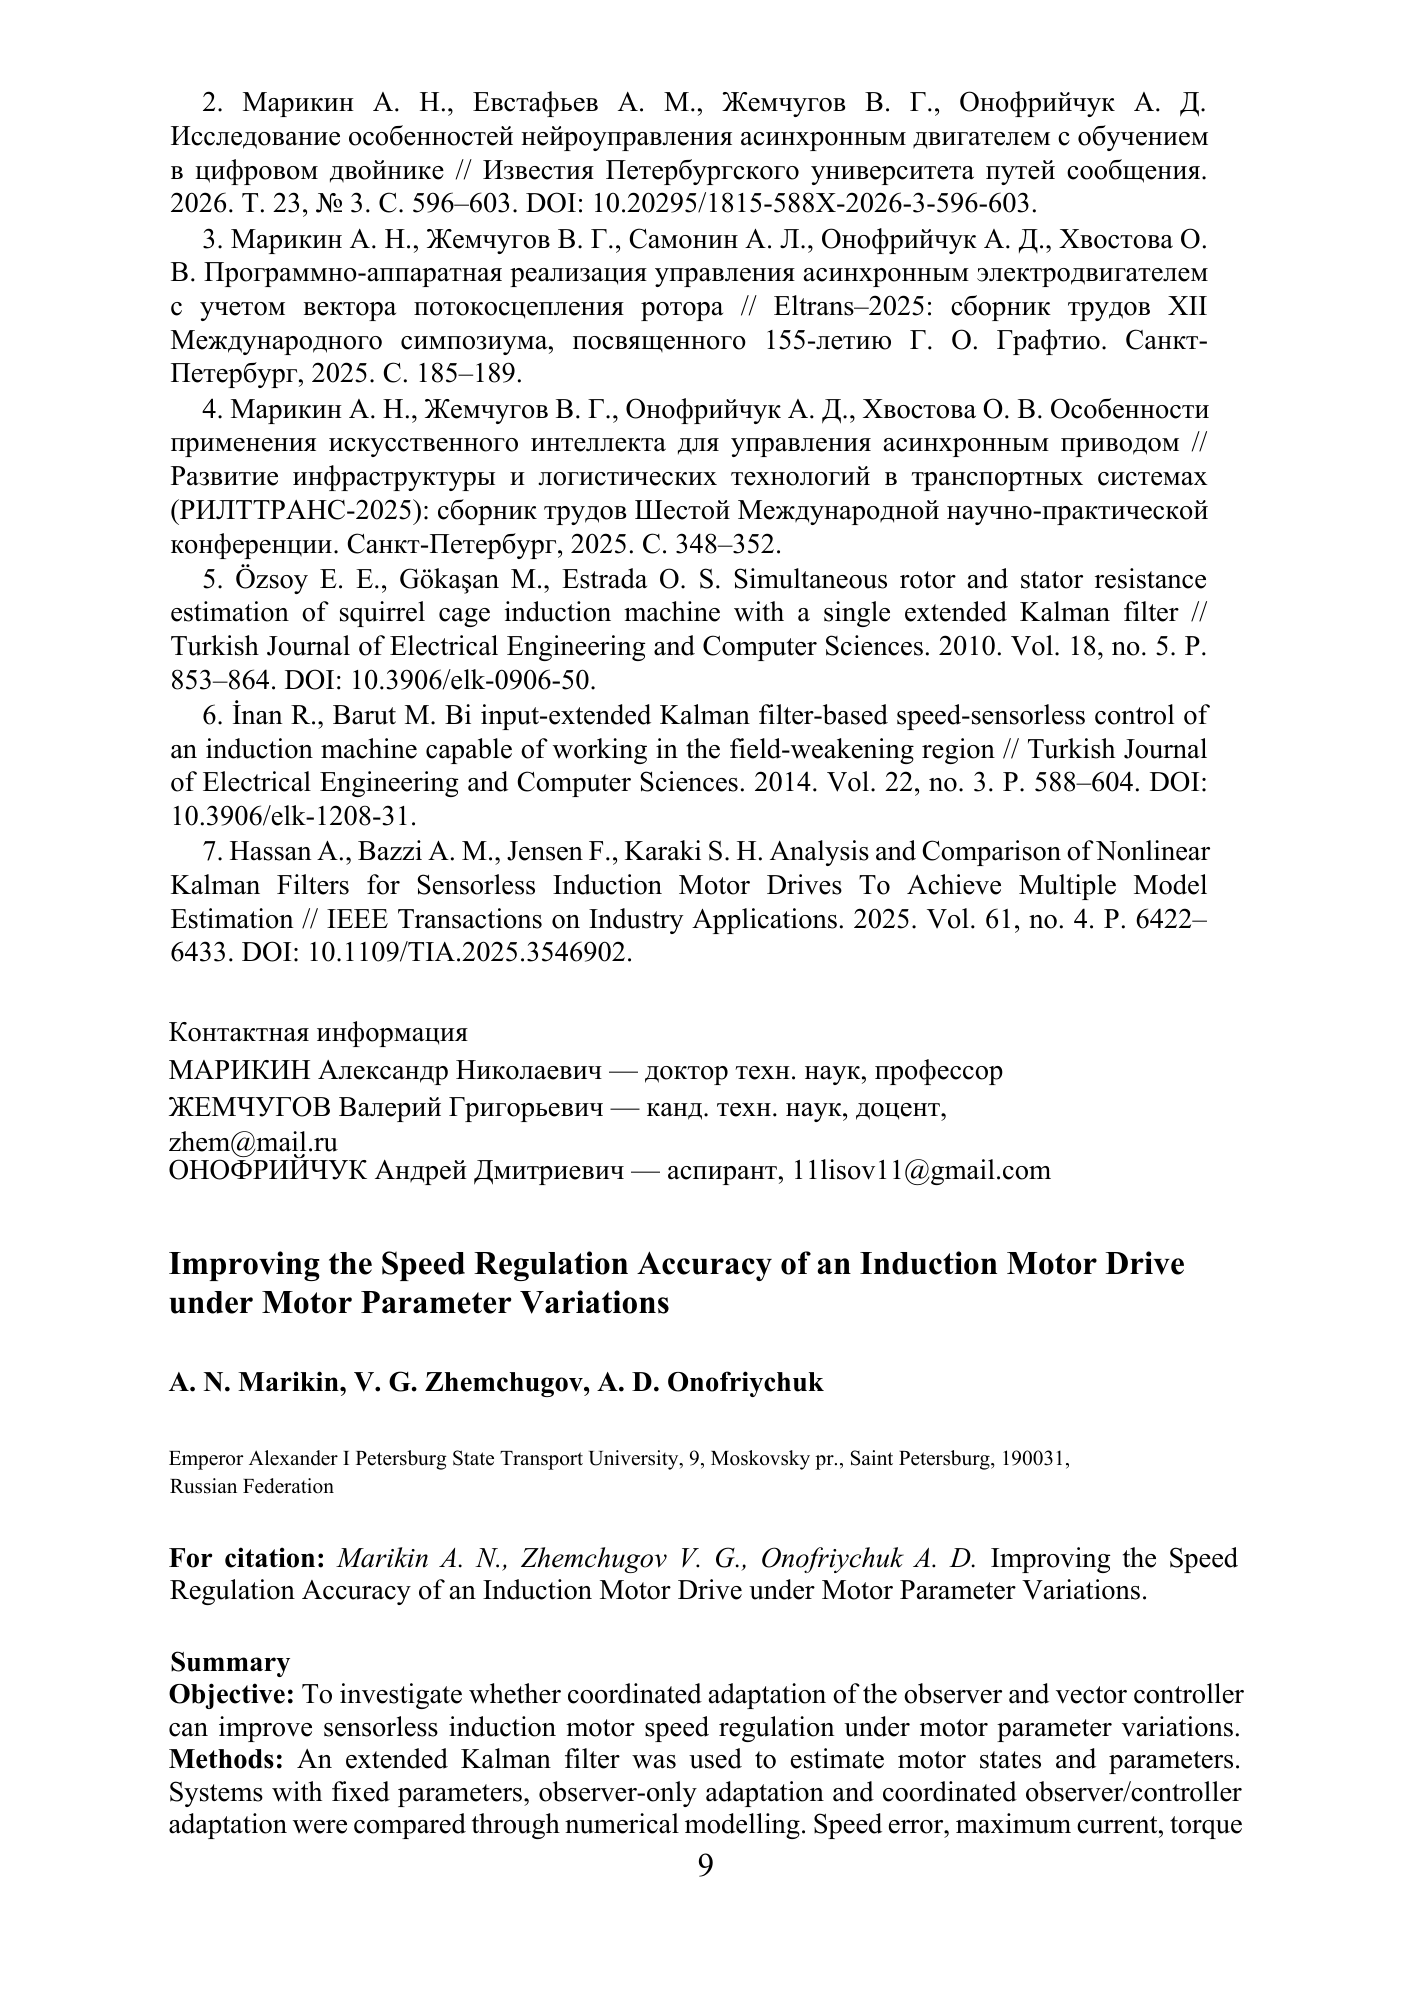 2. Марикин А. Н., Евстафьев А. М., Жемчугов В. Г., Онофрийчук А. Д.
Исследование особенностей нейроуправления асинхронным двигателем с обучением
в цифровом двойнике // Известия Петербургского университета путей сообщения.
2026. Т. 23, № 3. С. 596–603. DOI: 10.20295/1815-588X-2026-3-596-603.
3. Марикин А. Н., Жемчугов В. Г., Самонин А. Л., Онофрийчук А. Д., Хвостова О.
В. Программно-аппаратная реализация управления асинхронным электродвигателем
с учетом вектора потокосцепления ротора // Eltrans–2025: сборник трудов XII
Международного симпозиума, посвященного 155-летию Г. О. Графтио. Санкт-
Петербург, 2025. С. 185–189.
4. Марикин А. Н., Жемчугов В. Г., Онофрийчук А. Д., Хвостова О. В. Особенности
применения искусственного интеллекта для управления асинхронным приводом //
Развитие инфраструктуры и логистических технологий в транспортных системах
(РИЛТТРАНС-2025): сборник трудов Шестой Международной научно-практической
конференции. Санкт-Петербург, 2025. С. 348–352.
5. Özsoy E. E., Gökaşan M., Estrada O. S. Simultaneous rotor and stator resistance
estimation of squirrel cage induction machine with a single extended Kalman filter //
Turkish Journal of Electrical Engineering and Computer Sciences. 2010. Vol. 18, no. 5. P.
853–864. DOI: 10.3906/elk-0906-50.
6. İnan R., Barut M. Bi input-extended Kalman filter-based speed-sensorless control of
an induction machine capable of working in the field-weakening region // Turkish Journal
of Electrical Engineering and Computer Sciences. 2014. Vol. 22, no. 3. P. 588–604. DOI:
10.3906/elk-1208-31.
7. Hassan A., Bazzi A. M., Jensen F., Karaki S. H. Analysis and Comparison of Nonlinear
Kalman Filters for Sensorless Induction Motor Drives To Achieve Multiple Model
Estimation // IEEE Transactions on Industry Applications. 2025. Vol. 61, no. 4. P. 6422–
6433. DOI: 10.1109/TIA.2025.3546902.
Контактная информация
МАРИКИН Александр Николаевич — доктор техн. наук, профессор
ЖЕМЧУГОВ Валерий Григорьевич — канд. техн. наук, доцент,
zhem@mail.ru
ОНОФРИЙЧУК Андрей Дмитриевич — аспирант, 11lisov11@gmail.com
Improving the Speed Regulation Accuracy of an Induction Motor Drive
under Motor Parameter Variations
A. N. Marikin, V. G. Zhemchugov, A. D. Onofriychuk
Emperor Alexander I Petersburg State Transport University, 9, Moskovsky pr., Saint Petersburg, 190031,
Russian Federation
For citation: Marikin A. N., Zhemchugov V. G., Onofriychuk A. D. Improving the Speed
Regulation Accuracy of an Induction Motor Drive under Motor Parameter Variations.
Summary
Objective: To investigate whether coordinated adaptation of the observer and vector controller
can improve sensorless induction motor speed regulation under motor parameter variations.
Methods: An extended Kalman filter was used to estimate motor states and parameters.
Systems with fixed parameters, observer-only adaptation and coordinated observer/controller
adaptation were compared through numerical modelling. Speed error, maximum current, torque
9